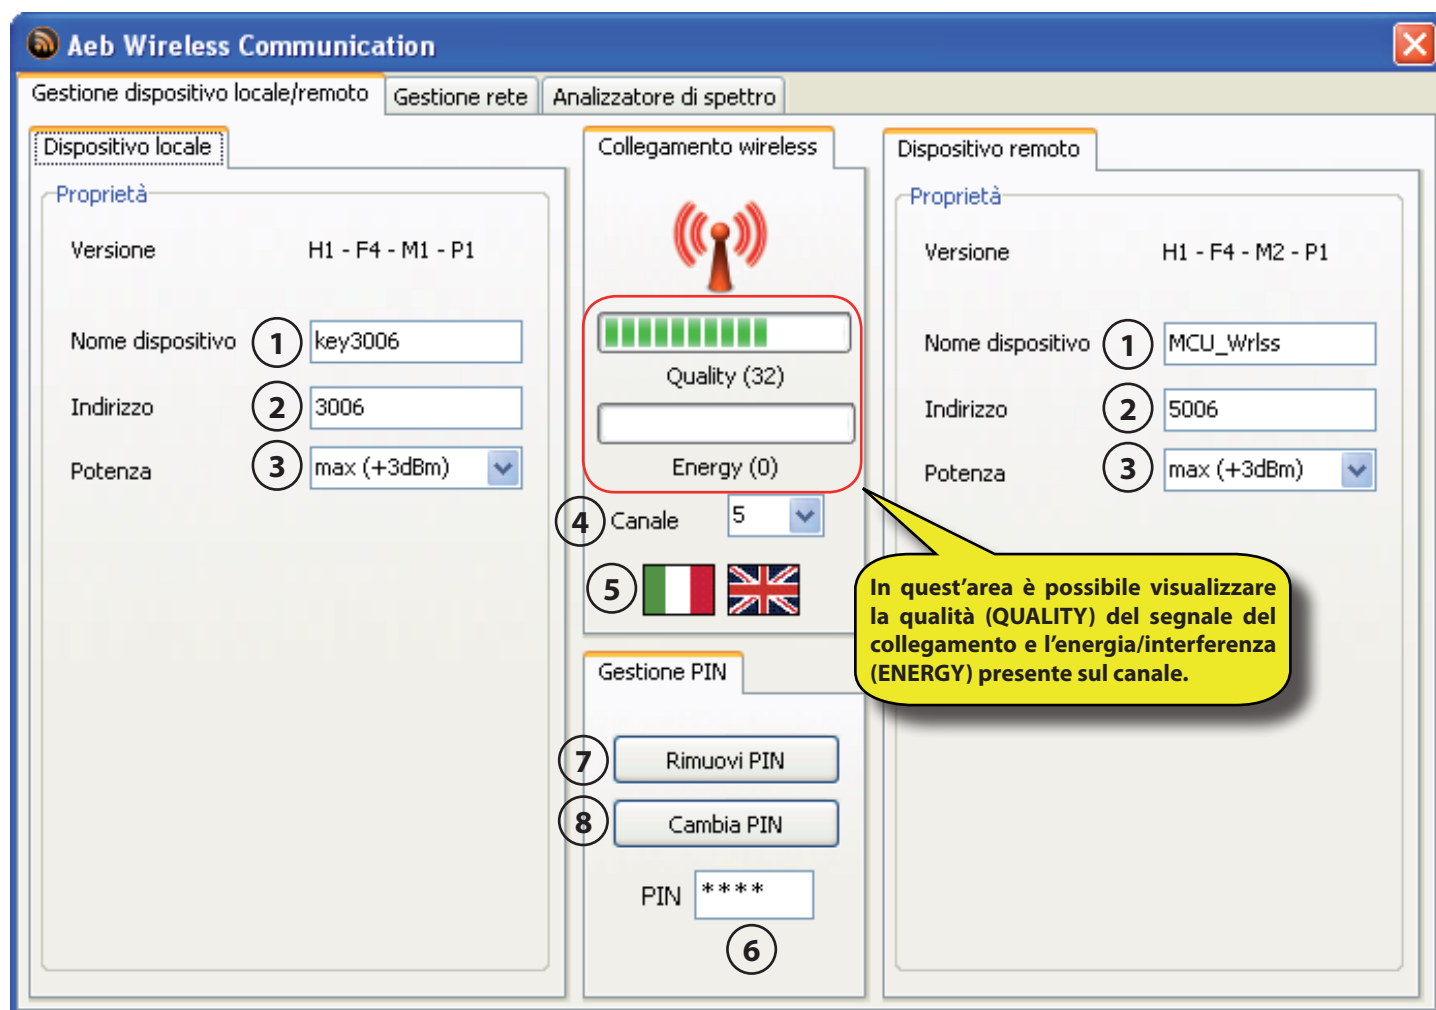 Aeb Wireless Communication
Gestione dispositivo locale/remoto Gestione rete Analizzatore di spettro
Dispositivo locale
Proprietà
Versione H1 - F4 - M1 - P1
Nome dispositivo 1 key3006
Indirizzo 2 3006
Potenza 3 max (+3dBm)
Collegamento wireless
Quality (32)
Energy (0)
4 Canale 5
5
Gestione PIN
7 Rimuovi PIN
8 Cambia PIN
PIN ****
6
Dispositivo remoto
Proprietà
Versione H1 - F4 - M2 - P1
Nome dispositivo 1 MCU_Wrlss
Indirizzo 2 5006
Potenza 3 max (+3dBm)
In quest'area è possibile visualizzare
la qualità (QUALITY) del segnale del
collegamento e l'energia/interferenza
(ENERGY) presente sul canale.